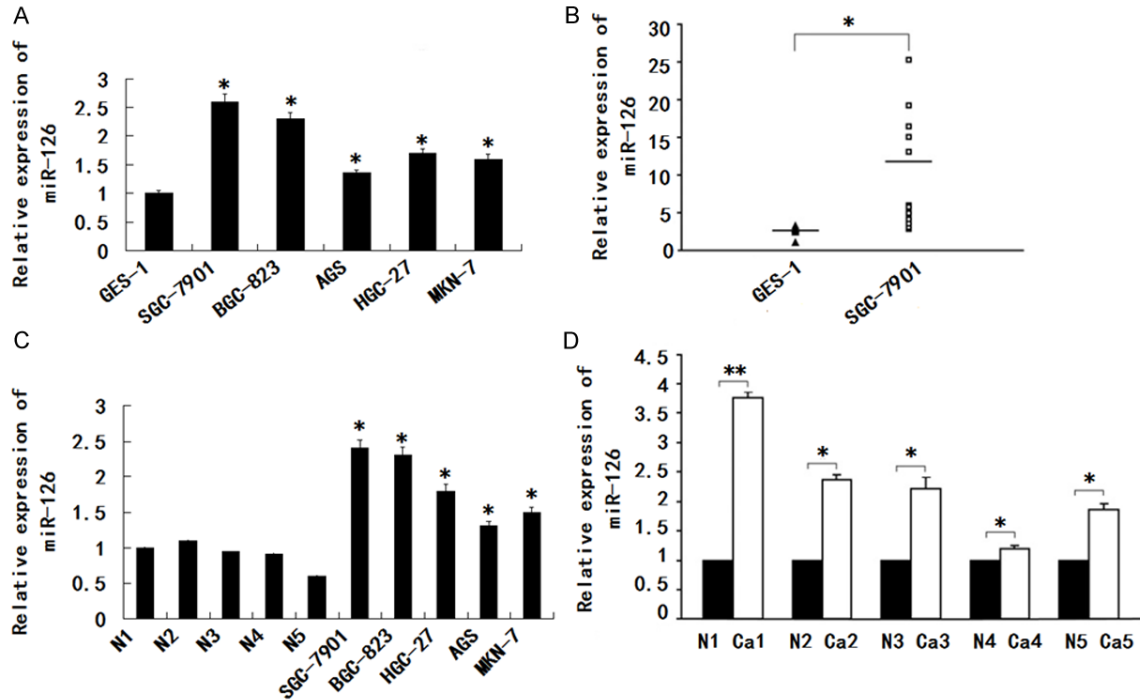 A
Relative expression of
miR-126
3
2.5
2
1.5
1
0.5
0
*
*
*
*
*
GES-1
SGC-7901
BGC-823
AGS
HGC-27
MKN-7
B
Relative expression of
miR-126
30
25
20
15
10
5
0
*
GES-1
SGC-7901
C
Relative expression of
miR-126
3
2.5
2
1.5
1
0.5
0
*
*
*
*
*
N1
N2
N3
N4
N5
SGC-7901
BGC-823
HGC-27
AGS
MKN-7
D
Relative expression of
miR-126
4.5
4
3.5
3
2.5
2
1.5
1
0.5
0
**
*
*
*
*
N1 Ca1 N2 Ca2 N3 Ca3 N4 Ca4 N5 Ca5